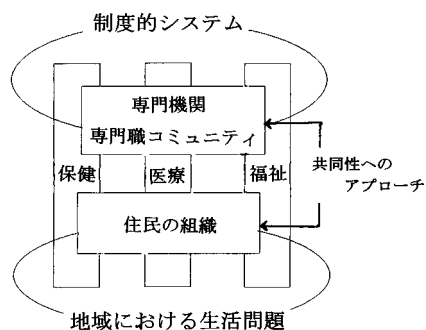 制度的システム
専門機関
専門職コミュニティ
保健
医療
福祉
共同性への
アプローチ
住民の組織
地域における生活問題